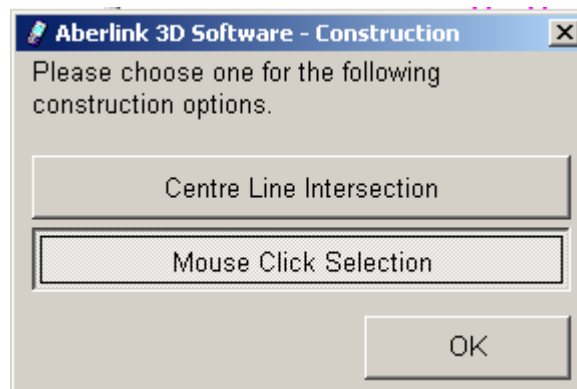 Aberlink 3D Software - Construction
Please choose one for the following
construction options.
Centre Line Intersection
Mouse Click Selection
OK